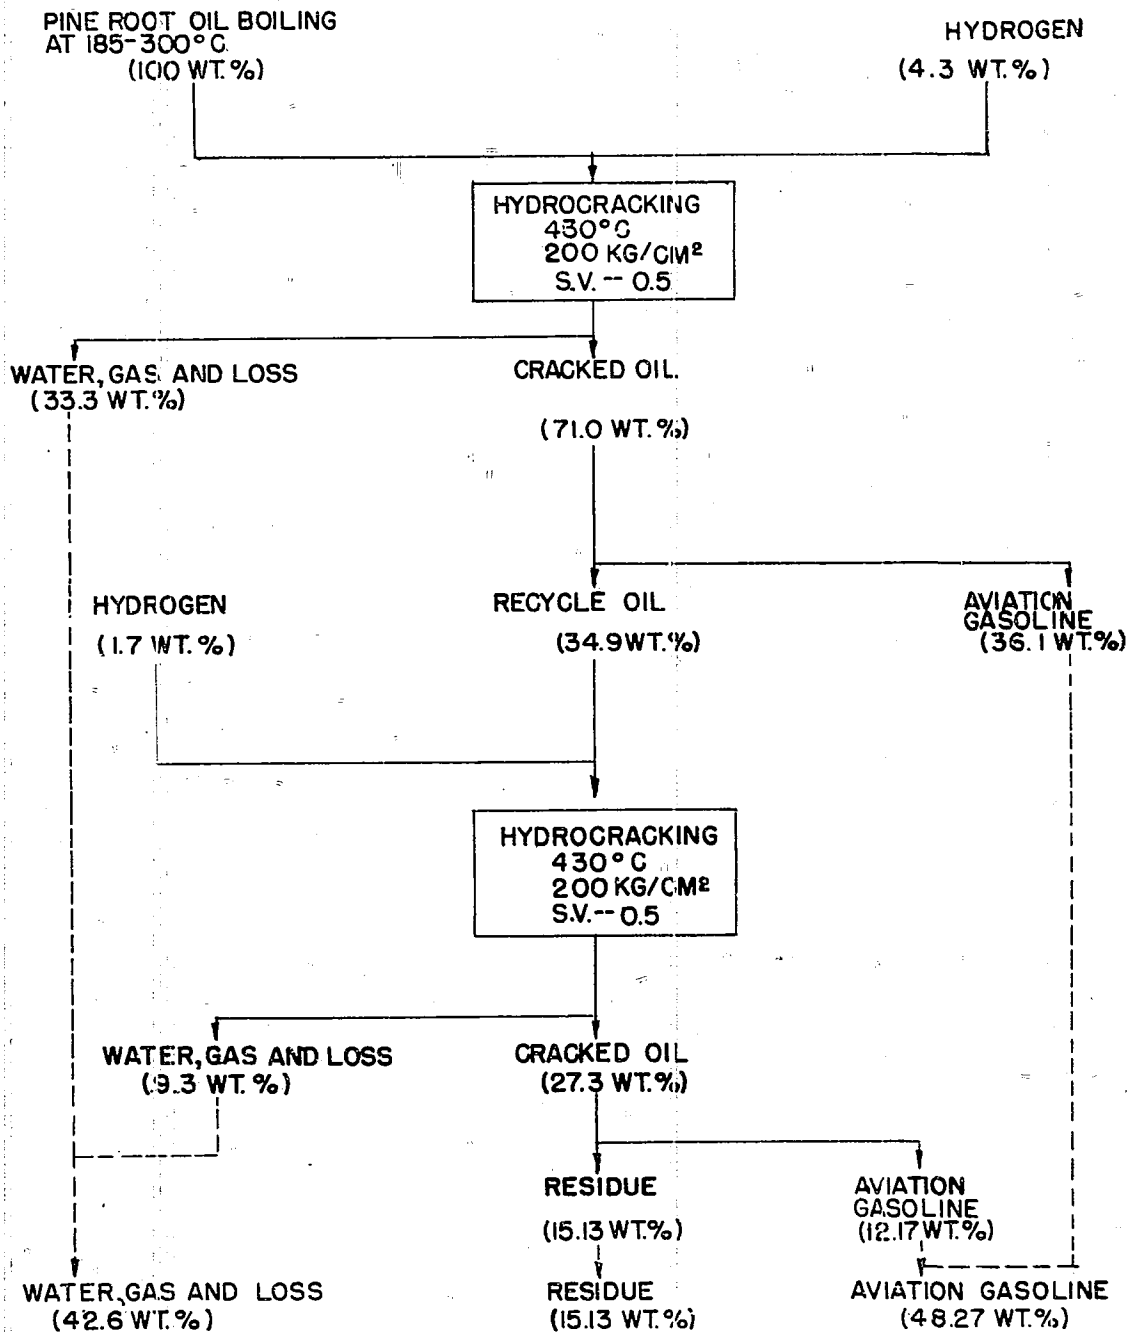 PINE ROOT OIL BOILING
AT 185-300°C.
(100 WT.%)
HYDROGEN
(4.3 WT.%)
HYDROCRACKING
430°C
200 KG/CM²
S.V. -- 0.5
WATER, GAS AND LOSS
(33.3 WT.%)
CRACKED OIL.
(71.0 WT.%)
HYDROGEN
(1.7 WT.%)
RECYCLE OIL
(34.9 WT.%)
AVIATION
GASOLINE
(36.1 WT.%)
HYDROCRACKING
430°C
200 KG/CM²
S.V.-- 0.5
WATER, GAS AND LOSS
(9.3 WT.%)
CRACKED OIL
(27.3 WT.%)
RESIDUE
(15.13 WT.%)
AVIATION
GASOLINE
(12.17 WT.%)
WATER, GAS AND LOSS
(42.6 WT.%)
RESIDUE
(15.13 WT.%)
AVIATION GASOLINE
(48.27 WT.%)